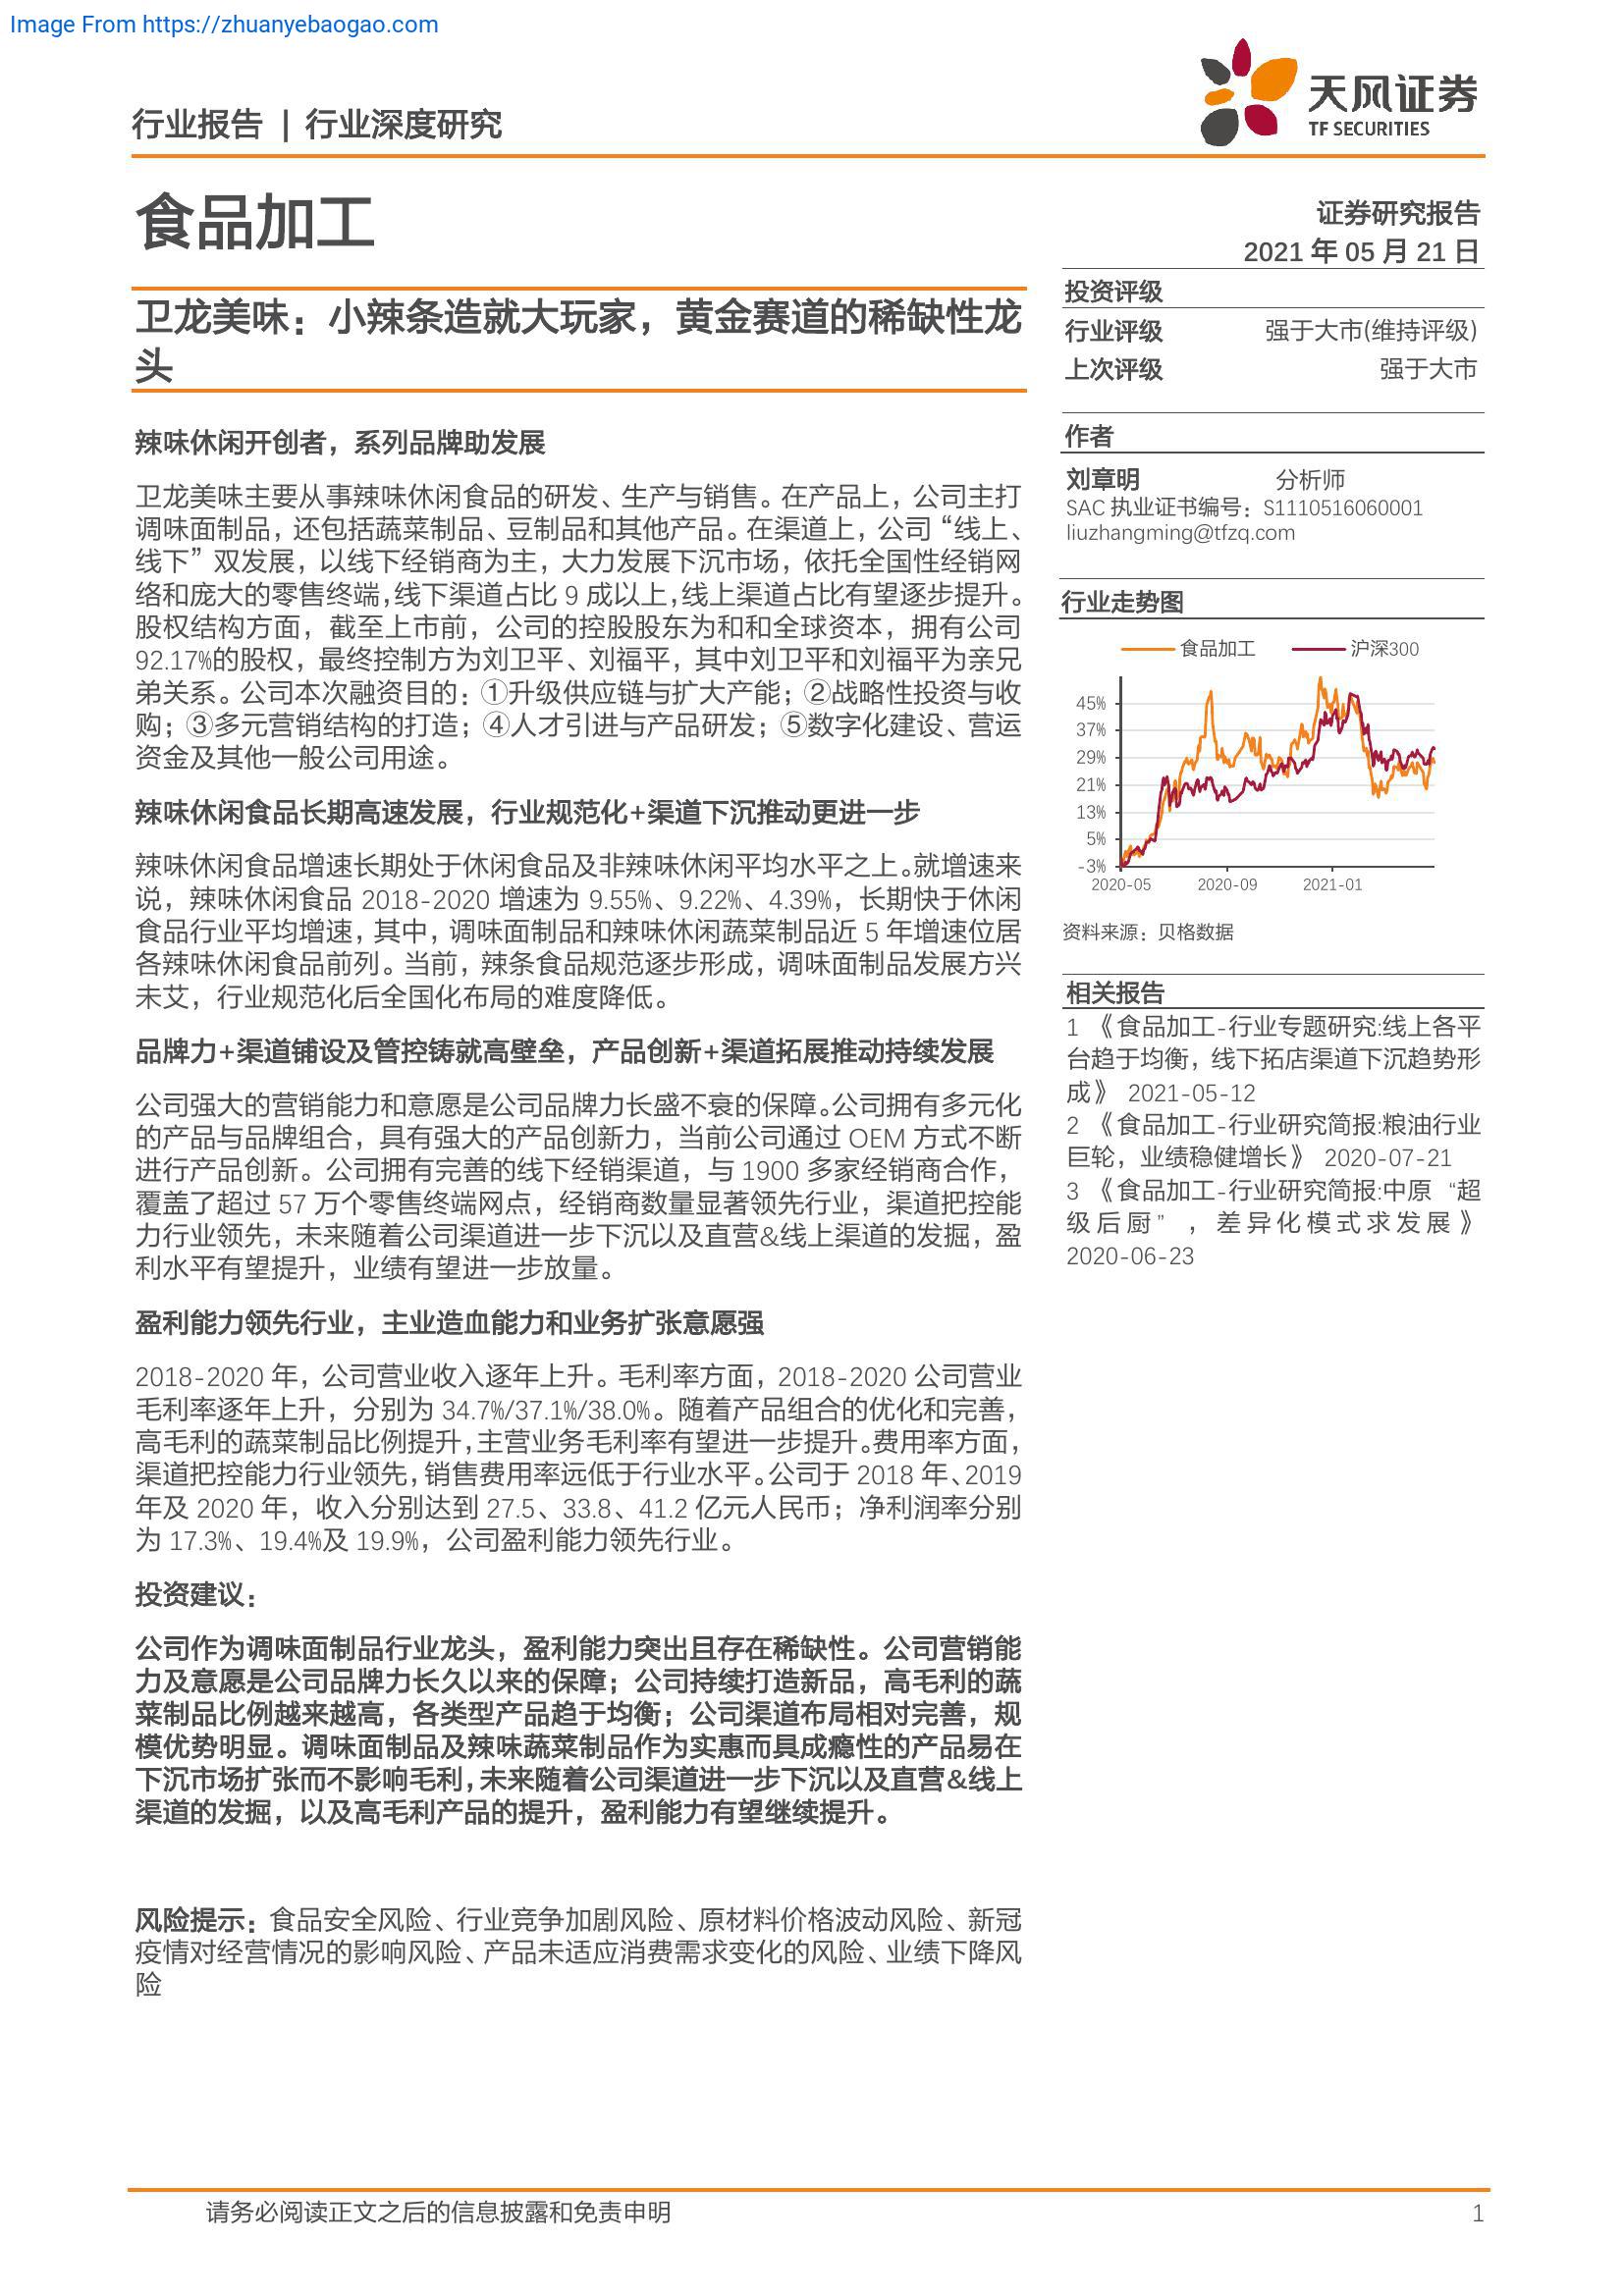 Image From https://zhuanyebaogao.com
行业报告 | 行业深度研究
天风证券
TF SECURITIES
食品加工
证券研究报告
2021 年 05 月 21 日
卫龙美味：小辣条造就大玩家，黄金赛道的稀缺性龙
头
辣味休闲开创者，系列品牌助发展
卫龙美味主要从事辣味休闲食品的研发、生产与销售。在产品上，公司主打
调味面制品，还包括蔬菜制品、豆制品和其他产品。在渠道上，公司“线上、
线下”双发展，以线下经销商为主，大力发展下沉市场，依托全国性经销网
络和庞大的零售终端，线下渠道占比 9 成以上，线上渠道占比有望逐步提升。
股权结构方面，截至上市前，公司的控股股东为和和全球资本，拥有公司
92.17%的股权，最终控制方为刘卫平、刘福平，其中刘卫平和刘福平为亲兄
弟关系。公司本次融资目的：①升级供应链与扩大产能；②战略性投资与收
购；③多元营销结构的打造；④人才引进与产品研发；⑤数字化建设、营运
资金及其他一般公司用途。
辣味休闲食品长期高速发展，行业规范化+渠道下沉推动更进一步
辣味休闲食品增速长期处于休闲食品及非辣味休闲平均水平之上。就增速来
说，辣味休闲食品 2018-2020 增速为 9.55%、9.22%、4.39%，长期快于休闲
食品行业平均增速，其中，调味面制品和辣味休闲蔬菜制品近 5 年增速位居
各辣味休闲食品前列。当前，辣条食品规范逐步形成，调味面制品发展方兴
未艾，行业规范化后全国化布局的难度降低。
品牌力+渠道铺设及管控铸就高壁垒，产品创新+渠道拓展推动持续发展
公司强大的营销能力和意愿是公司品牌力长盛不衰的保障。公司拥有多元化
的产品与品牌组合，具有强大的产品创新力，当前公司通过 OEM 方式不断
进行产品创新。公司拥有完善的线下经销渠道，与 1900 多家经销商合作，
覆盖了超过 57 万个零售终端网点，经销商数量显著领先行业，渠道把控能
力行业领先，未来随着公司渠道进一步下沉以及直营&线上渠道的发掘，盈
利水平有望提升，业绩有望进一步放量。
盈利能力领先行业，主业造血能力和业务扩张意愿强
2018-2020 年，公司营业收入逐年上升。毛利率方面，2018-2020 公司营业
毛利率逐年上升，分别为 34.7%/37.1%/38.0%。随着产品组合的优化和完善，
高毛利的蔬菜制品比例提升，主营业务毛利率有望进一步提升。费用率方面，
渠道把控能力行业领先，销售费用率远低于行业水平。公司于 2018 年、2019
年及 2020 年，收入分别达到 27.5、33.8、41.2 亿元人民币；净利润率分别
为 17.3%、19.4%及 19.9%，公司盈利能力领先行业。
投资建议：
公司作为调味面制品行业龙头，盈利能力突出且存在稀缺性。公司营销能
力及意愿是公司品牌力长久以来的保障；公司持续打造新品，高毛利的蔬
菜制品比例越来越高，各类型产品趋于均衡；公司渠道布局相对完善，规
模优势明显。调味面制品及辣味蔬菜制品作为实惠而具成瘾性的产品易在
下沉市场扩张而不影响毛利，未来随着公司渠道进一步下沉以及直营&线上
渠道的发掘，以及高毛利产品的提升，盈利能力有望继续提升。
风险提示：食品安全风险、行业竞争加剧风险、原材料价格波动风险、新冠
疫情对经营情况的影响风险、产品未适应消费需求变化的风险、业绩下降风
险
投资评级
行业评级 强于大市(维持评级)
上次评级 强于大市
作者
刘章明 分析师
SAC 执业证书编号：S1110516060001
liuzhangming@tfzq.com
行业走势图
食品加工 沪深300
45%
37%
29%
21%
13%
5%
-3%
2020-05 2020-09 2021-01
资料来源：贝格数据
相关报告
1 《食品加工-行业专题研究:线上各平
台趋于均衡，线下拓店渠道下沉趋势形
成》 2021-05-12
2 《食品加工-行业研究简报:粮油行业
巨轮，业绩稳健增长》 2020-07-21
3 《食品加工-行业研究简报:中原 “超
级后厨” ，差异化模式求发展》
2020-06-23
请务必阅读正文之后的信息披露和免责申明 1